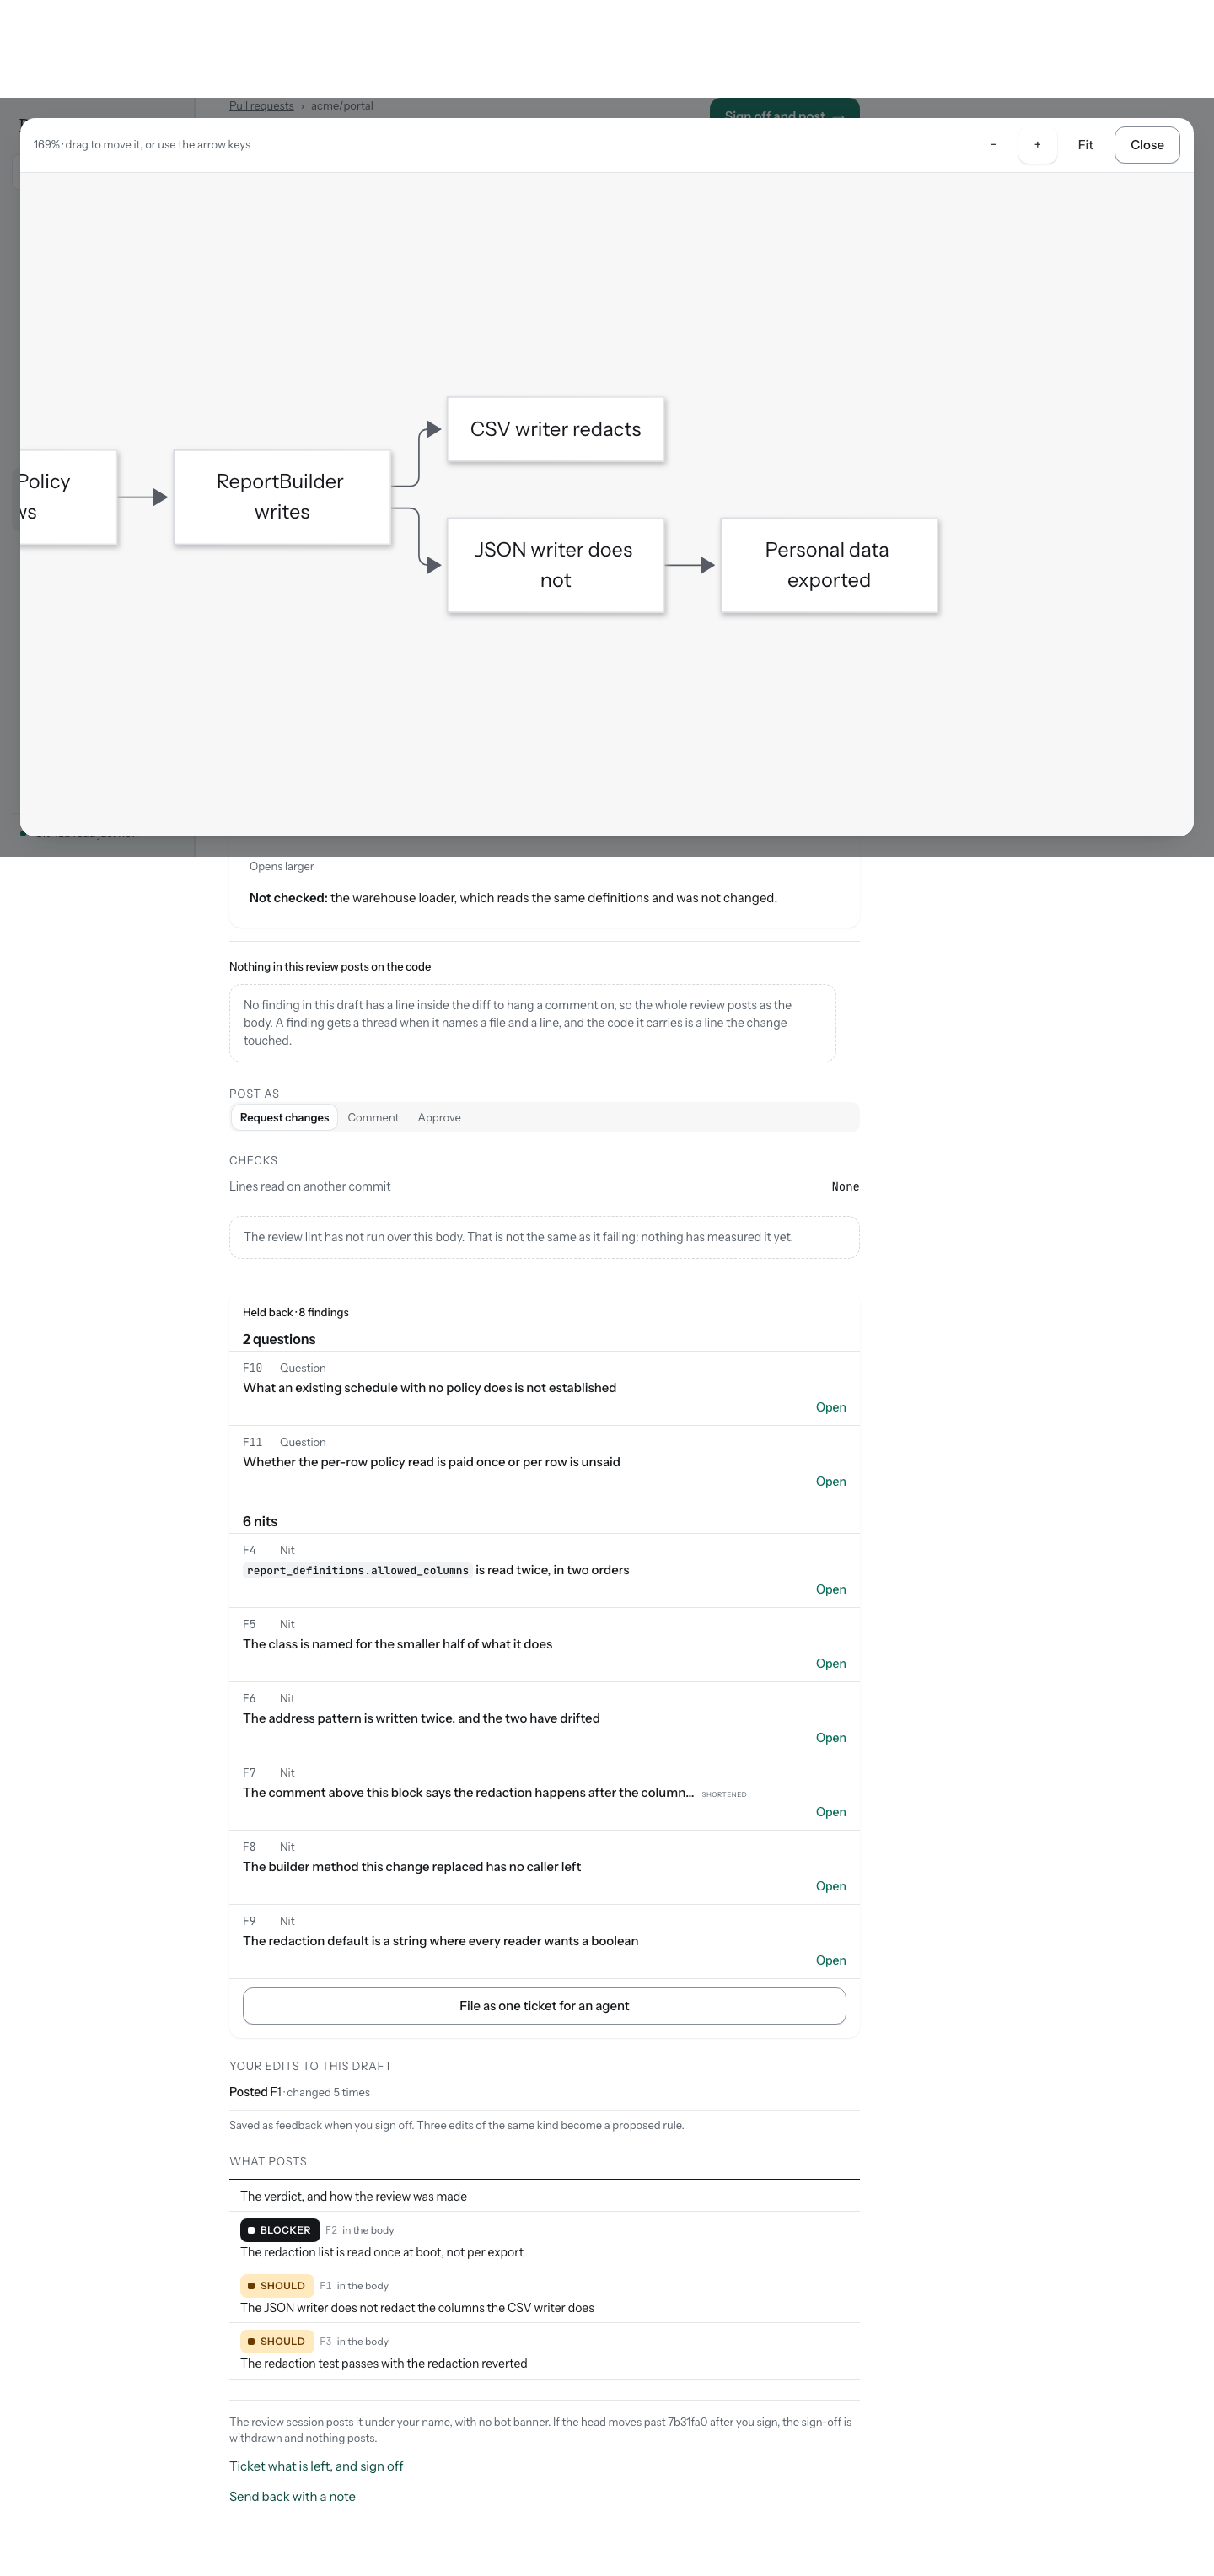 Pull requests › acme/portal
Sign off and post →
169% · drag to move it, or use the arrow keys
− + Fit Close
CSV writer redacts
Policy
ws
ReportBuilder
writes
JSON writer does
not
Personal data
exported
Opens larger
Not checked: the warehouse loader, which reads the same definitions and was not changed.
Nothing in this review posts on the code
No finding in this draft has a line inside the diff to hang a comment on, so the whole review posts as the
body. A finding gets a thread when it names a file and a line, and the code it carries is a line the change
touched.
POST AS
Request changes Comment Approve
CHECKS
Lines read on another commit None
The review lint has not run over this body. That is not the same as it failing: nothing has measured it yet.
Held back · 8 findings
2 questions
F10 Question
What an existing schedule with no policy does is not established
Open
F11 Question
Whether the per-row policy read is paid once or per row is unsaid
Open
6 nits
F4 Nit
report_definitions.allowed_columns is read twice, in two orders
Open
F5 Nit
The class is named for the smaller half of what it does
Open
F6 Nit
The address pattern is written twice, and the two have drifted
Open
F7 Nit
The comment above this block says the redaction happens after the column... SHORTENED
Open
F8 Nit
The builder method this change replaced has no caller left
Open
F9 Nit
The redaction default is a string where every reader wants a boolean
Open
File as one ticket for an agent
YOUR EDITS TO THIS DRAFT
Posted F1 · changed 5 times
Saved as feedback when you sign off. Three edits of the same kind become a proposed rule.
WHAT POSTS
The verdict, and how the review was made
BLOCKER F2 in the body
The redaction list is read once at boot, not per export
SHOULD F1 in the body
The JSON writer does not redact the columns the CSV writer does
SHOULD F3 in the body
The redaction test passes with the redaction reverted
The review session posts it under your name, with no bot banner. If the head moves past 7b31fa0 after you sign, the sign-off is
withdrawn and nothing posts.
Ticket what is left, and sign off
Send back with a note